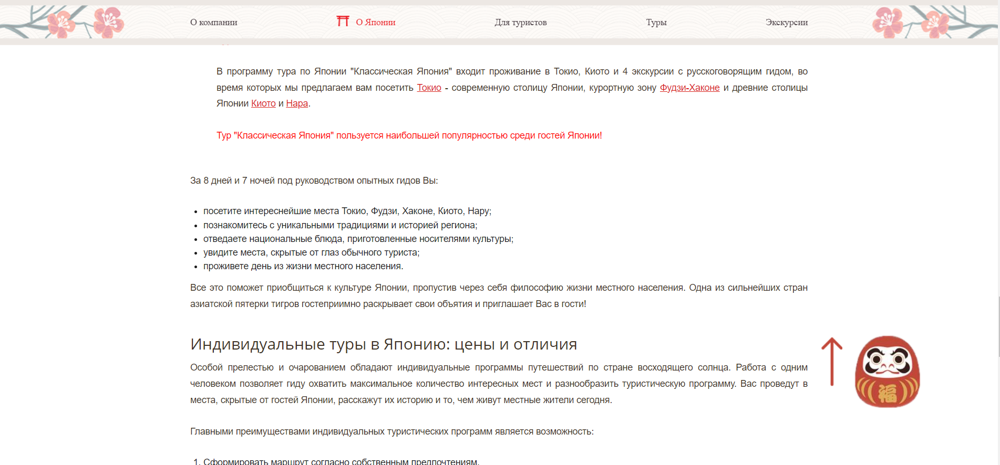 О компании
О Японии
Для туристов
Туры
Экскурсии
В программу тура по Японии "Классическая Япония" входит проживание в Токио, Киото и 4 экскурсии с русскоговорящим гидом, во
время которых мы предлагаем вам посетить Токио - современную столицу Японии, курортную зону Фудзи-Хаконе и древние столицы
Японии Киото и Нара.
Тур "Классическая Япония" пользуется наибольшей популярностью среди гостей Японии!
За 8 дней и 7 ночей под руководством опытных гидов Вы:
• посетите интереснейшие места Токио, Фудзи, Хаконе, Киото, Нару;
• познакомитесь с уникальными традициями и историей региона;
• отведаете национальные блюда, приготовленные носителями культуры;
• увидите места, скрытые от глаз обычного туриста;
• проживете день из жизни местного населения.
Все это поможет приобщиться к культуре Японии, пропустив через себя философию жизни местного населения. Одна из сильнейших стран
азиатской пятерки тигров гостеприимно раскрывает свои объятия и приглашает Вас в гости!
Индивидуальные туры в Японию: цены и отличия
Особой прелестью и очарованием обладают индивидуальные программы путешествий по стране восходящего солнца. Работа с одним
человеком позволяет гиду охватить максимальное количество интересных мест и разнообразить туристическую программу. Вас проведут в
места, скрытые от гостей Японии, расскажут их историю и то, чем живут местные жители сегодня.
福
Главными преимуществами индивидуальных туристических программ является возможность:
1. Сформировать маршрут согласно собственным предпочтениям.